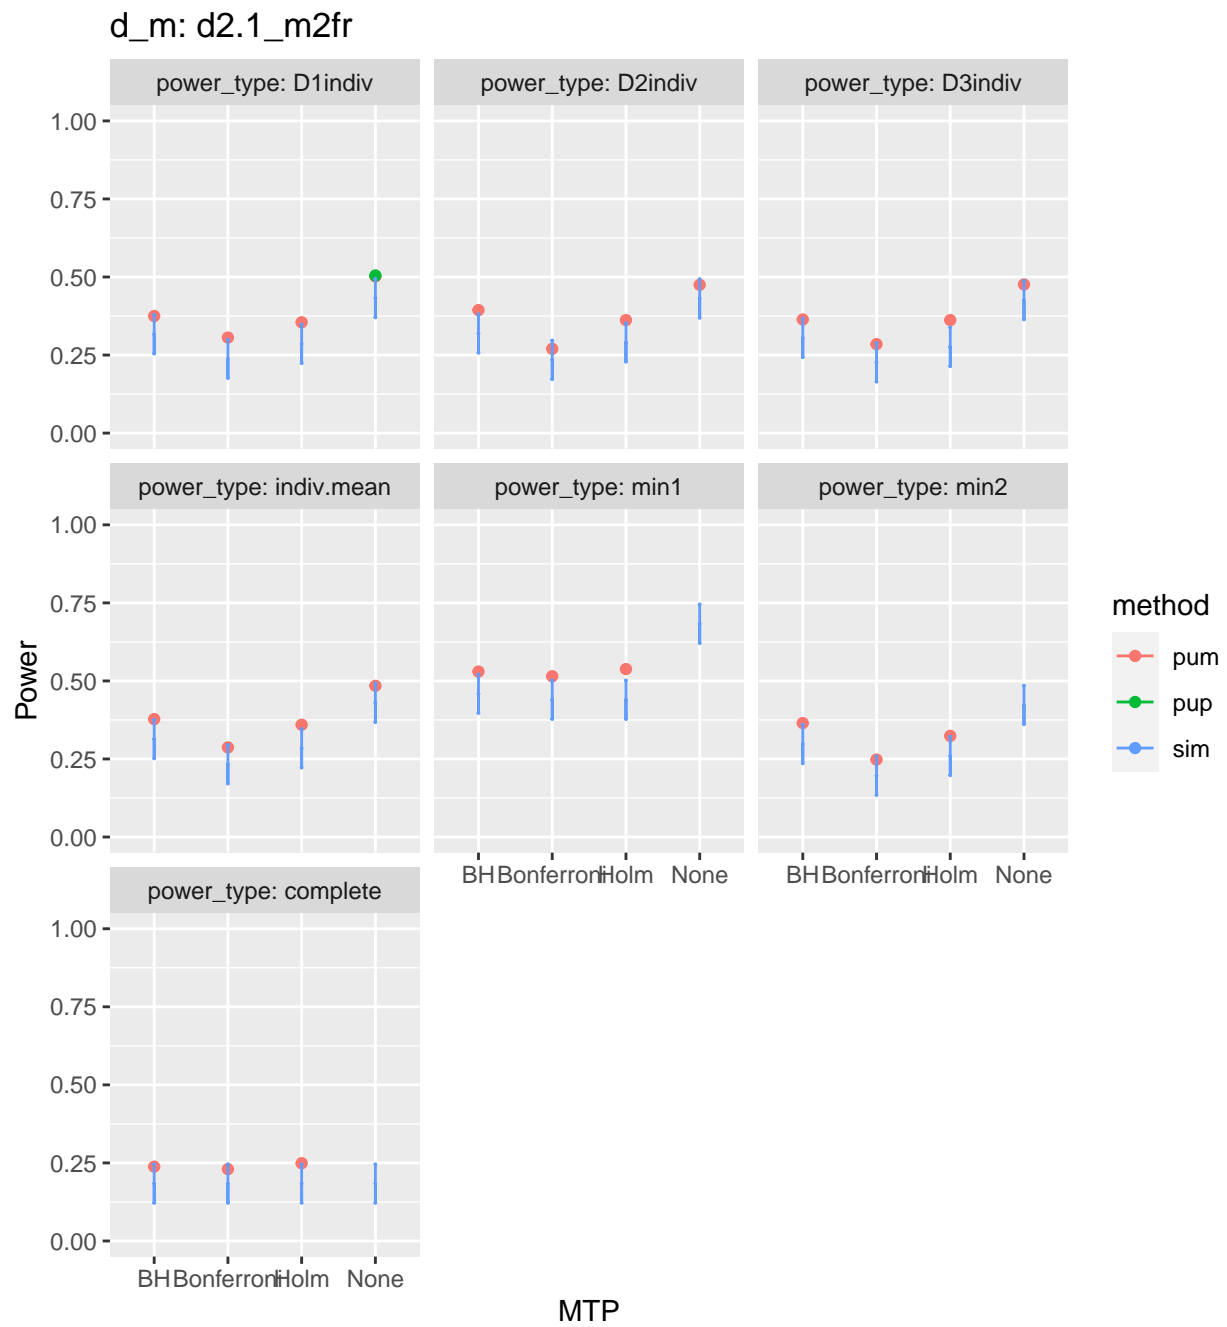 d_m: d2.1_m2fr
power_type: D1indiv
power_type: D2indiv
power_type: D3indiv
1.00
0.75
0.50
0.25
0.00
power_type: indiv.mean
power_type: min1
power_type: min2
1.00
0.75
0.50
0.25
0.00
BH Bonferroni Holm None
BH Bonferroni Holm None
power_type: complete
1.00
0.75
0.50
0.25
0.00
BH Bonferroni Holm None
Power
MTP
method
pum
pup
sim